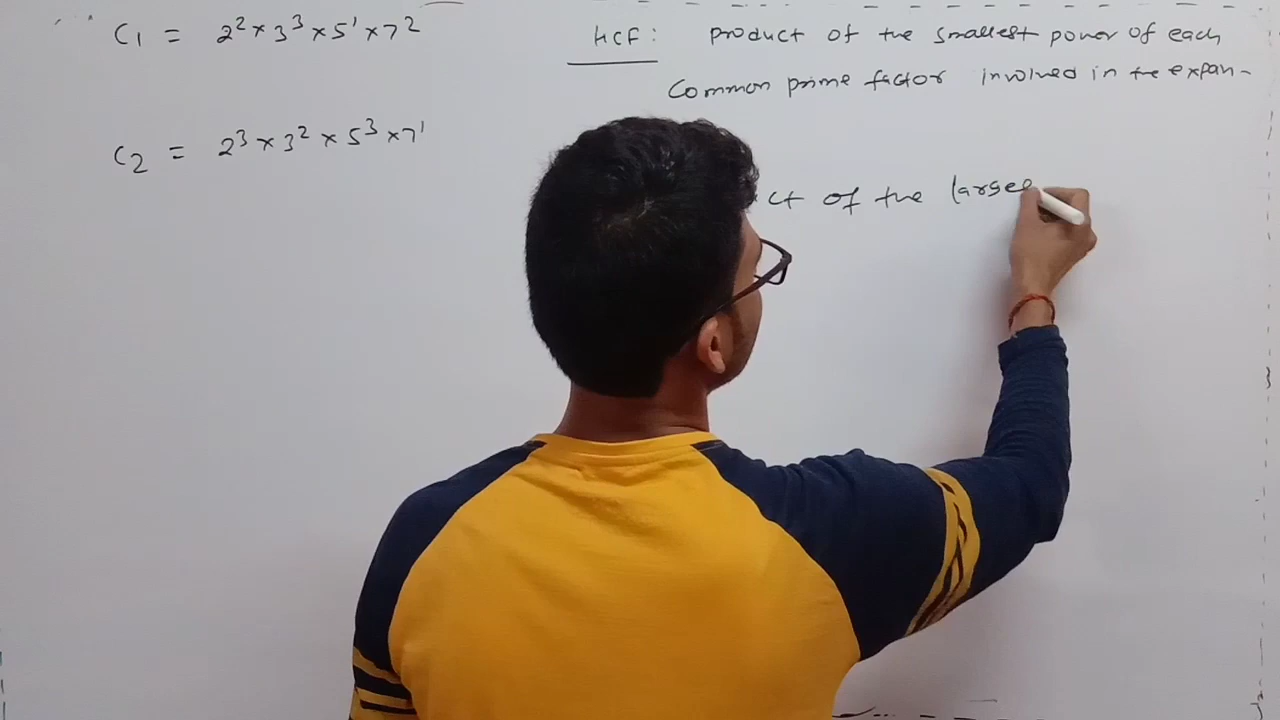 C₁ = 2² × 3³ × 5¹ × 7²
HCF : product of the smallest power of each
Common prime factor involved in the expan-
C₂ = 2³ × 3² × 5³ × 7¹
ct of the large